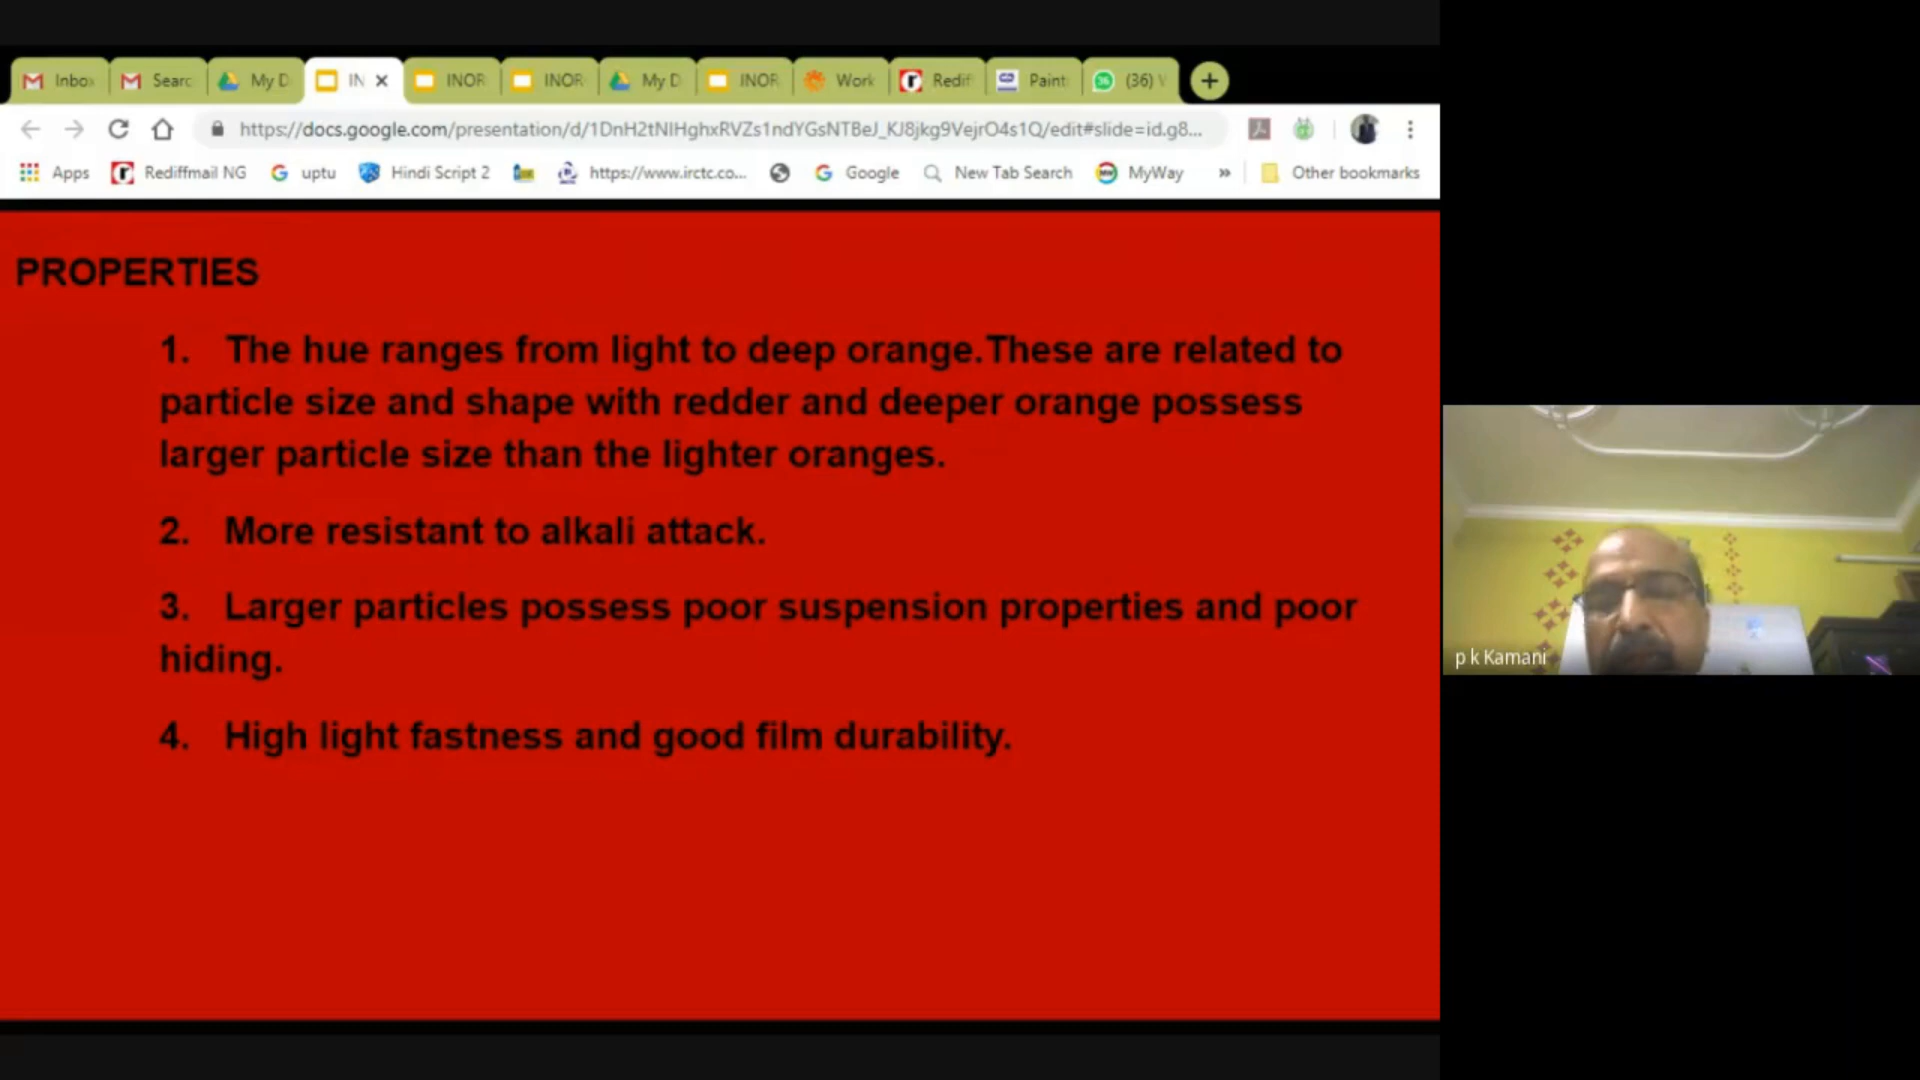 Inbox
Searc
My D
IN
INOR
INOR
My D
INOR
Work
Redif
Paint
(36) V
https://docs.google.com/presentation/d/1DnH2tNIHghxRVZs1ndYGsNTBeJ_KJ8jkg9VejrO4s1Q/edit#slide=id.g8...
Apps
Rediffmail NG
uptu
Hindi Script 2
https://www.irctc.co...
Google
New Tab Search
MyWay
»
Other bookmarks
PROPERTIES
1. The hue ranges from light to deep orange.These are related to
particle size and shape with redder and deeper orange possess
larger particle size than the lighter oranges.
2. More resistant to alkali attack.
3. Larger particles possess poor suspension properties and poor
hiding.
4. High light fastness and good film durability.
p k Kamani